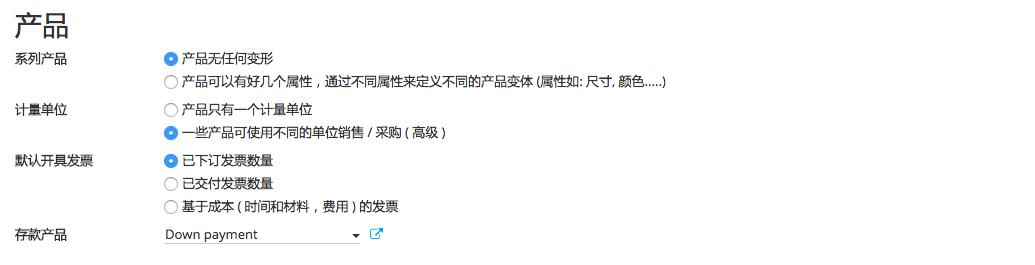 产品
系列产品 产品无任何变形
产品可以有好几个属性，通过不同属性来定义不同的产品变体 (属性如: 尺寸, 颜色.....)
计量单位 产品只有一个计量单位
一些产品可使用不同的单位销售 / 采购 ( 高级 )
默认开具发票 已下订发票数量
已交付发票数量
基于成本 ( 时间和材料，费用 ) 的发票
存款产品 Down payment